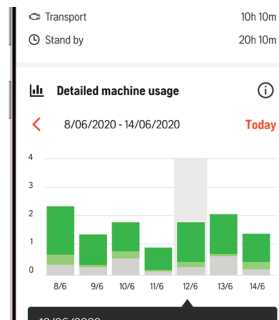 Transport 10h 10m
Stand by 20h 10m
Detailed machine usage
8/06/2020 - 14/06/2020 Today
4
3
2
1
0
8/6 9/6 10/6 11/6 12/6 13/6 14/6